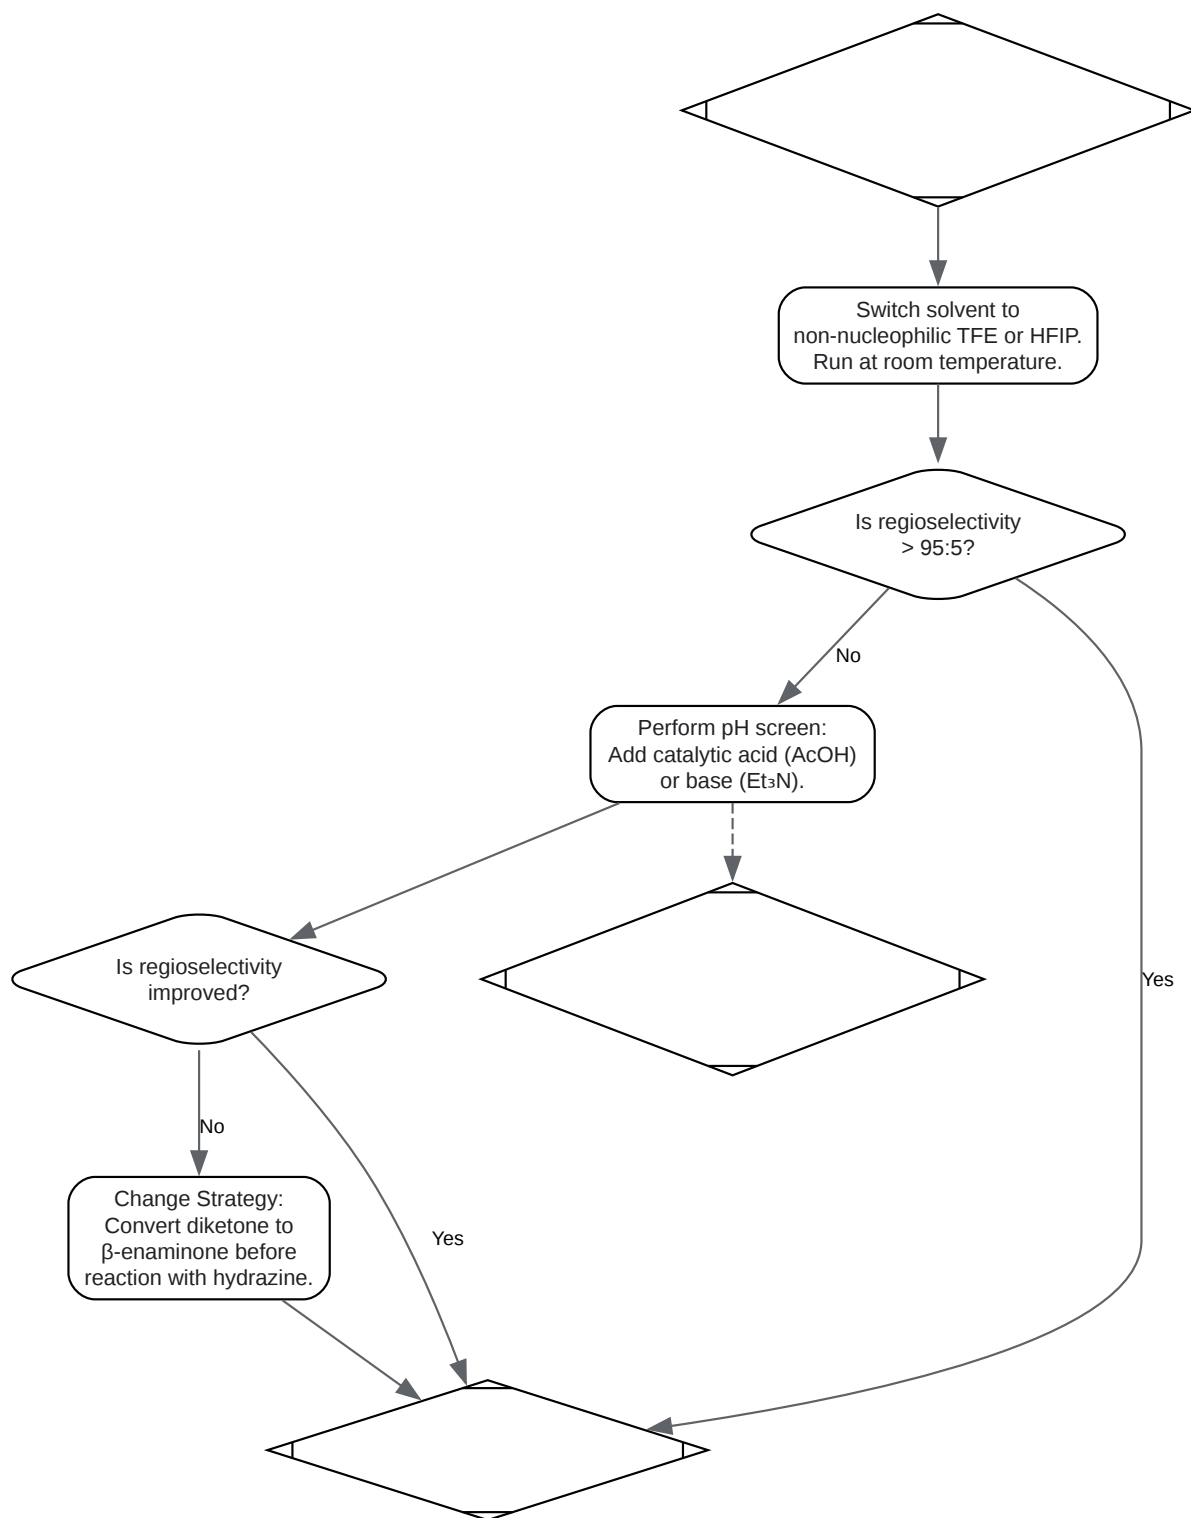 Switch solvent to
non-nucleophilic TFE or HFIP.
Run at room temperature.
Is regioselectivity
> 95:5?
No
Perform pH screen:
Add catalytic acid (AcOH)
or base (Et₃N).
Is regioselectivity
improved?
Yes
No
Change Strategy:
Convert diketone to
β-enaminone before
reaction with hydrazine.
Yes